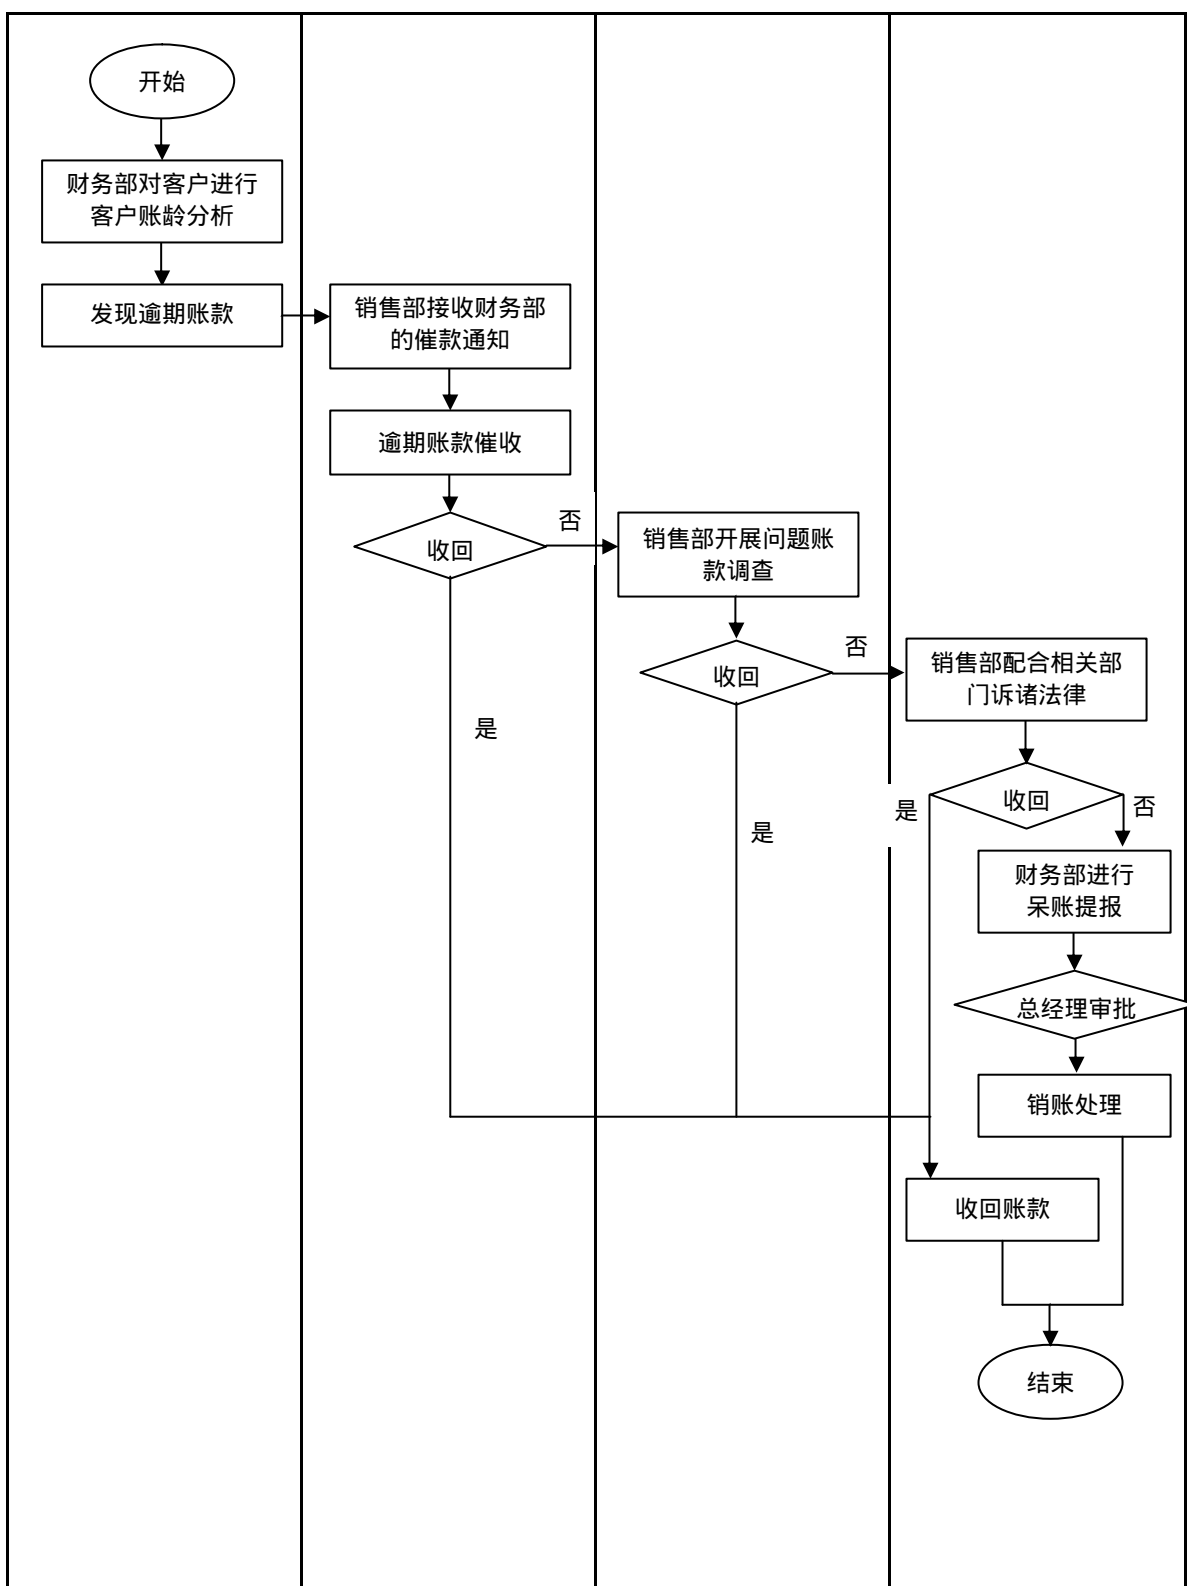 开始
财务部对客户进行
客户账龄分析
发现逾期账款
销售部接收财务部
的催款通知
逾期账款催收
收回
否
是
销售部开展问题账
款调查
收回
否
是
销售部配合相关部
门诉诸法律
收回
是
否
财务部进行
呆账提报
总经理审批
销账处理
收回账款
结束